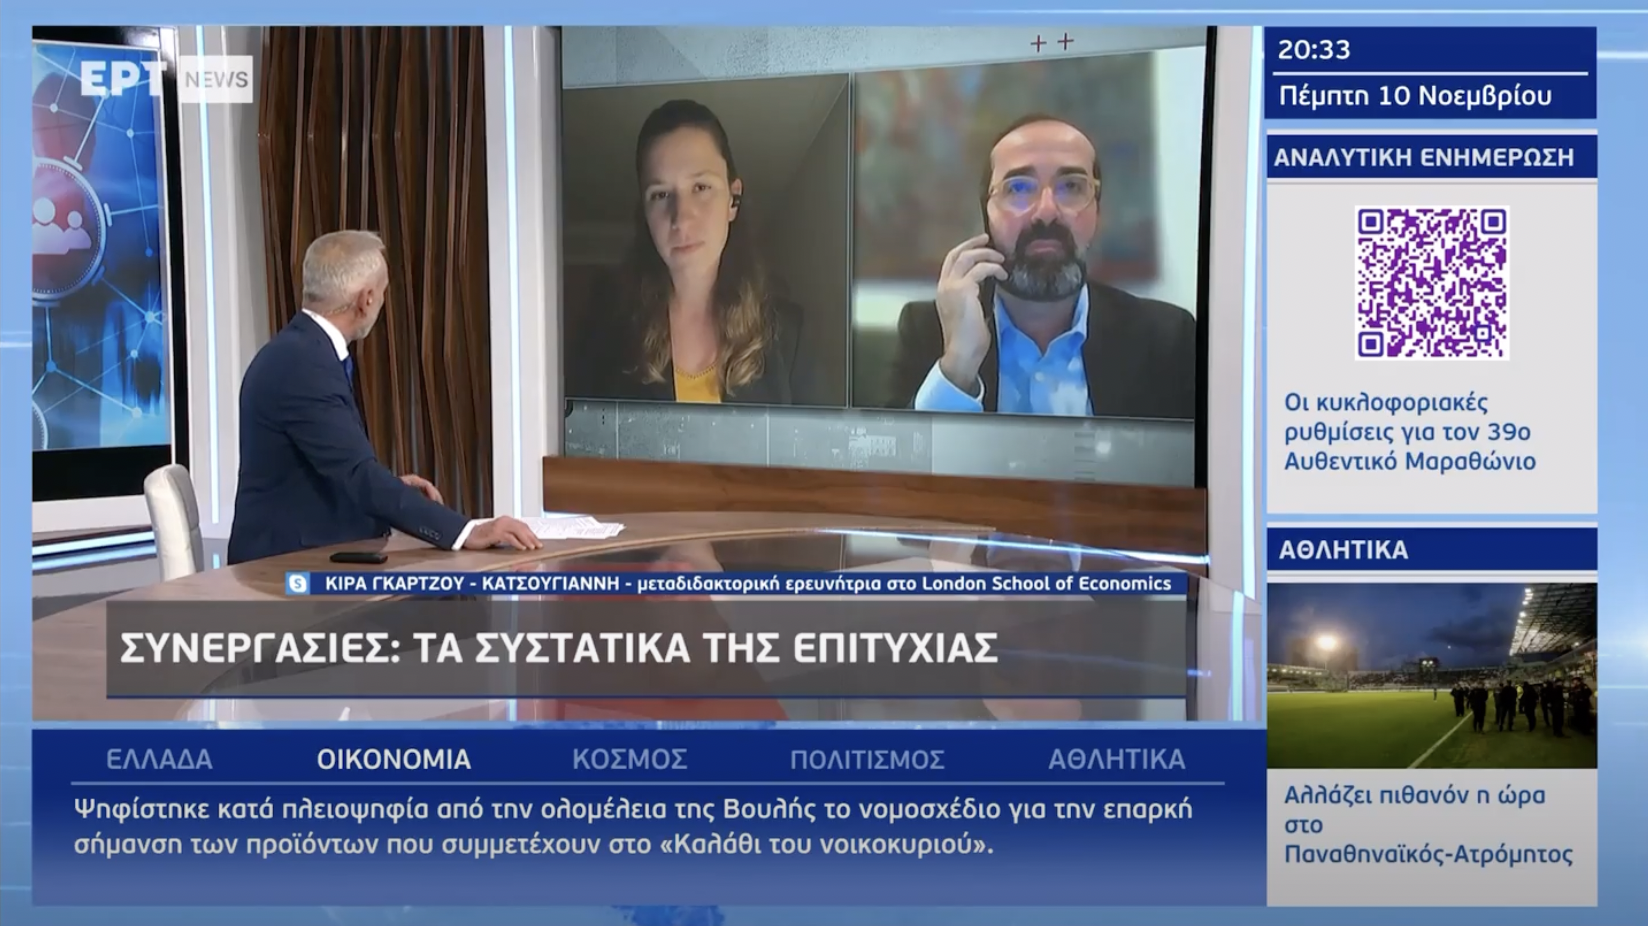 ΕΡΤ NEWS
20:33
Πέμπτη 10 Νοεμβρίου
ΑΝΑΛΥΤΙΚΗ ΕΝΗΜΕΡΩΣΗ
Οι κυκλοφοριακές
ρυθμίσεις για τον 39ο
Αυθεντικό Μαραθώνιο
ΑΘΛΗΤΙΚΑ
Αλλάζει πιθανόν η ώρα
στο
Παναθηναϊκός-Ατρόμητος
S ΚΙΡΑ ΓΚΑΡΤΖΟΥ - ΚΑΤΣΟΥΓΙΑΝΝΗ - μεταδιδακτορική ερευνήτρια στο London School of Economics
ΣΥΝΕΡΓΑΣΙΕΣ: ΤΑ ΣΥΣΤΑΤΙΚΑ ΤΗΣ ΕΠΙΤΥΧΙΑΣ
ΕΛΛΑΔΑ ΟΙΚΟΝΟΜΙΑ ΚΟΣΜΟΣ ΠΟΛΙΤΙΣΜΟΣ ΑΘΛΗΤΙΚΑ
Ψηφίστηκε κατά πλειοψηφία από την ολομέλεια της Βουλής το νομοσχέδιο για την επαρκή
σήμανση των προϊόντων που συμμετέχουν στο «Καλάθι του νοικοκυριού».